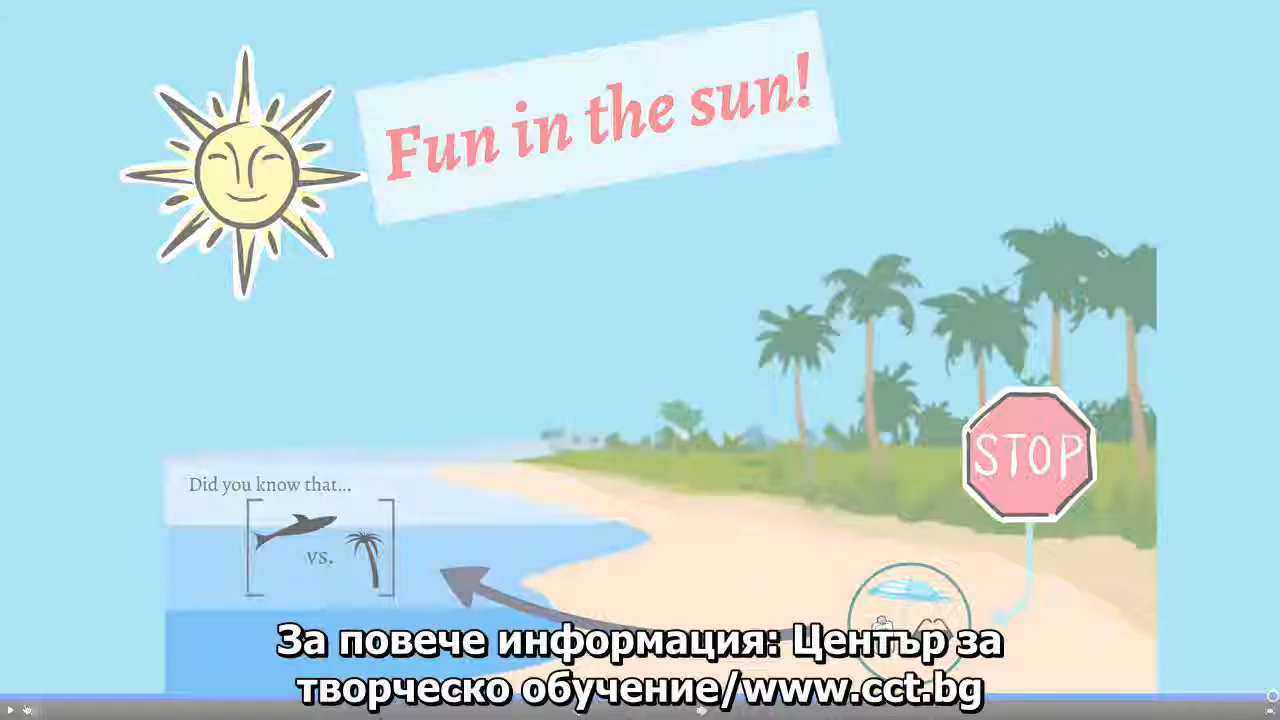 Fun in the sun!
STOP
Did you know that...
vs.
За повече информация: Център за
творческо обучение/www.cct.bg